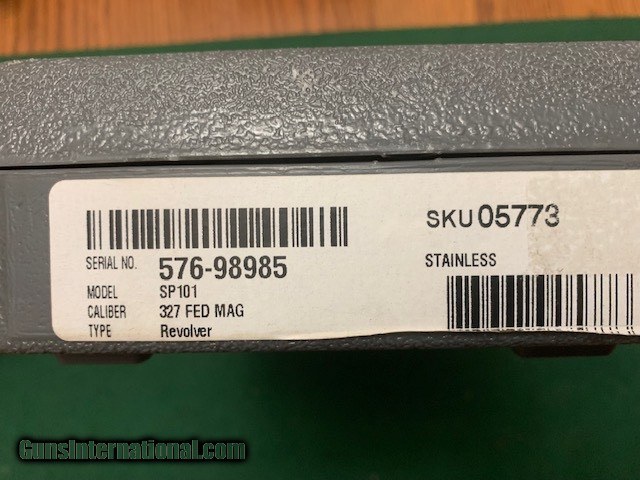 SKU 05773
SERIAL NO. 576-98985
STAINLESS
MODEL SP101
CALIBER 327 FED MAG
TYPE Revolver
GunsInternational.com